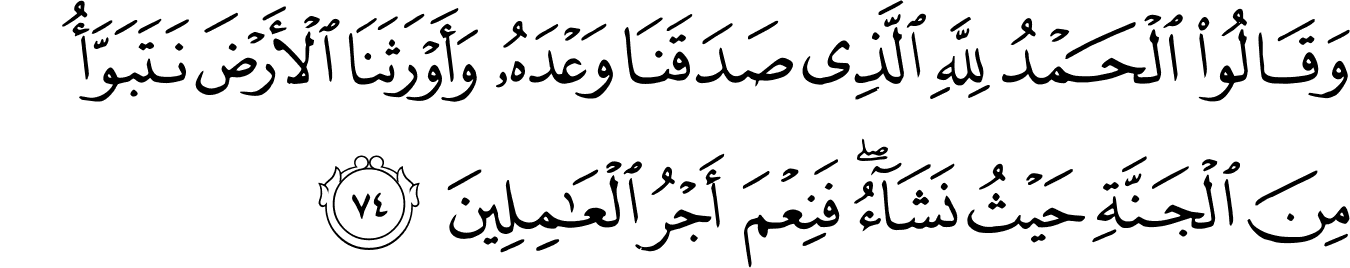 وَقَالُوا۟ ٱلْحَمْدُ لِلَّهِ ٱلَّذِى صَدَقَنَا وَعْدَهُۥ وَأَوْرَثَنَا ٱلْأَرْضَ نَتَبَوَّأُ
مِنَ ٱلْجَنَّةِ حَيْثُ نَشَآءُ ۖ فَنِعْمَ أَجْرُ ٱلْعَـٰمِلِينَ ٧٤